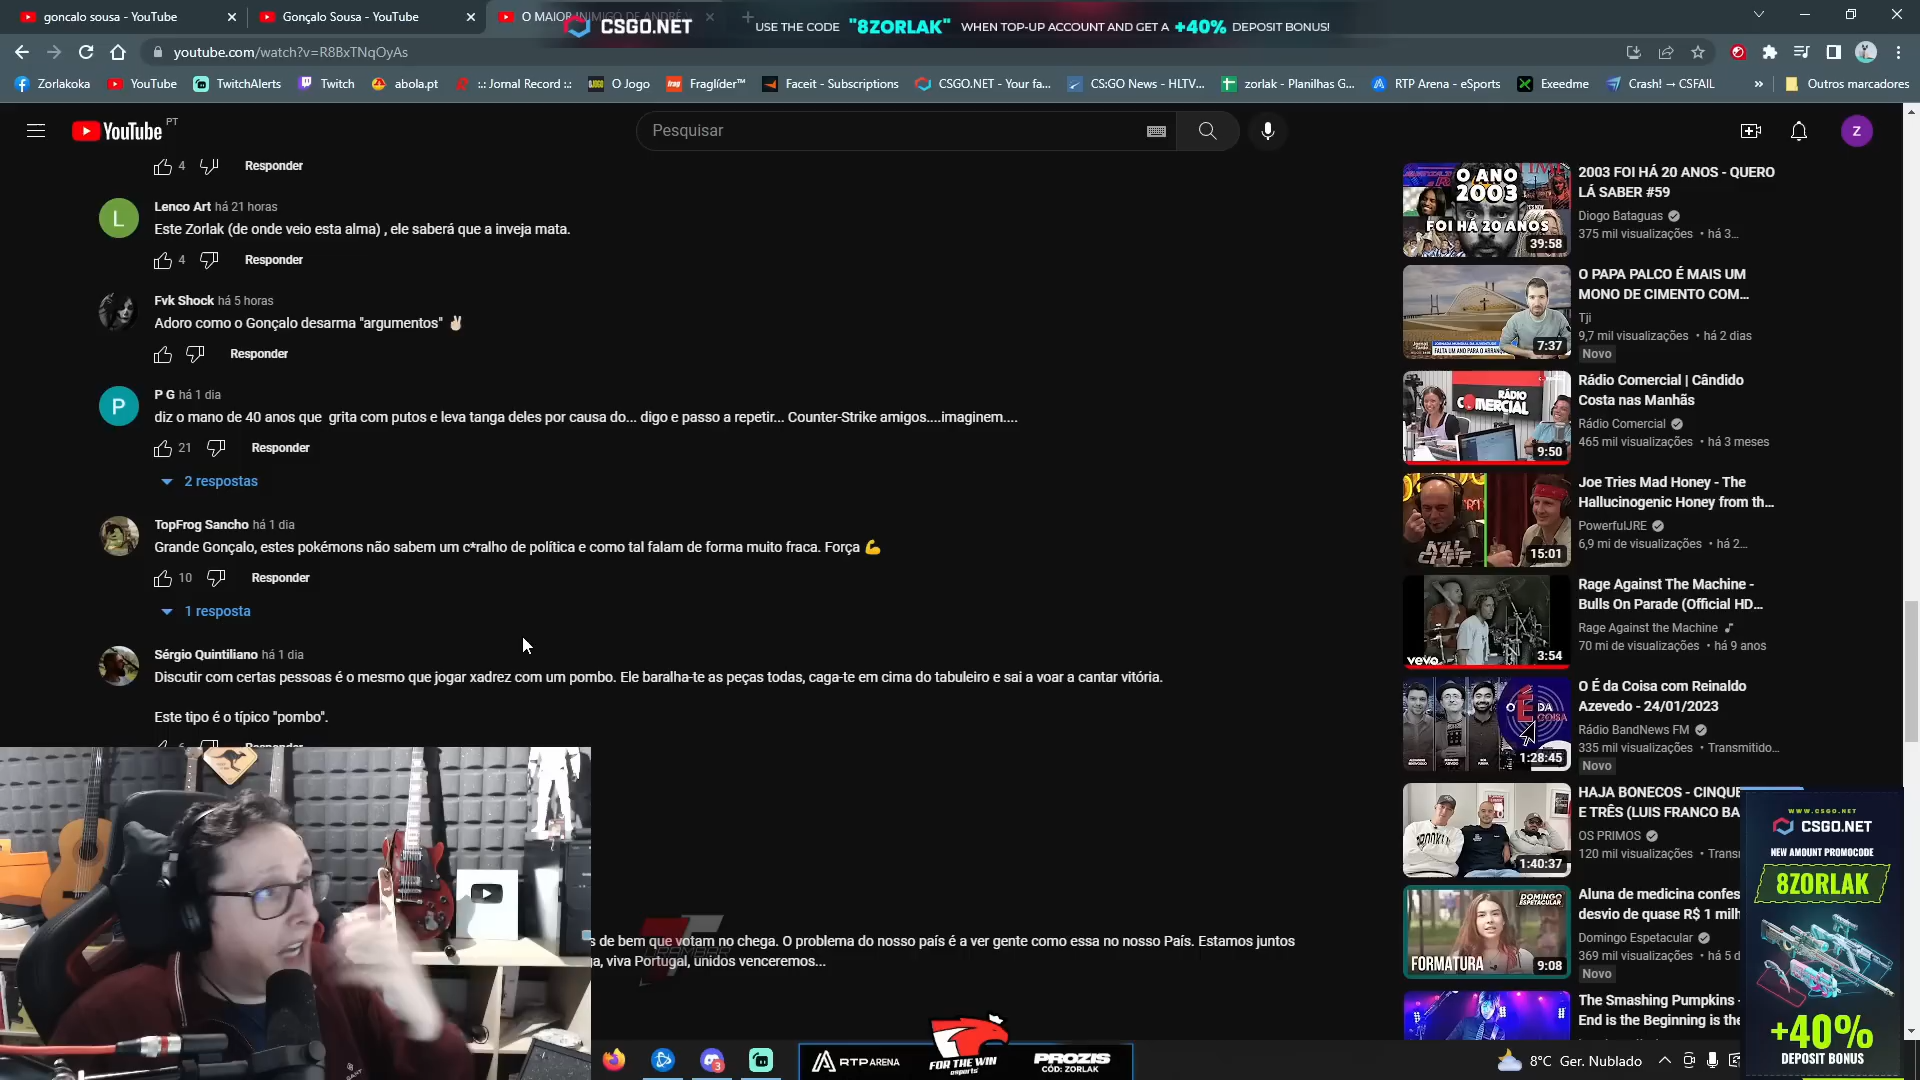 goncalo sousa - YouTube
Gonçalo Sousa - YouTube
O MAIOR INIMIGO DE ANDRÉ
CSGO.NET
USE THE CODE "8ZORLAK" WHEN TOP-UP ACCOUNT AND GET A +40% DEPOSIT BONUS!
youtube.com/watch?v=R8BxTNqOyAs
Zorlakoka
YouTube
TwitchAlerts
Twitch
abola.pt
::: Jornal Record :::
O Jogo
Fraglíder™
Faceit - Subscriptions
CSGO.NET - Your fa...
CS:GO News - HLTV...
zorlak - Planilhas G...
RTP Arena - eSports
Exeedme
Crash! → CSFAIL
»
Outros marcadores
YouTube PT
Pesquisar
Z
4 Responder
L
Lenco Art há 21 horas
Este Zorlak (de onde veio esta alma) , ele saberá que a inveja mata.
4 Responder
Fvk Shock há 5 horas
Adoro como o Gonçalo desarma "argumentos" ✌🏻
Responder
P
P G há 1 dia
diz o mano de 40 anos que grita com putos e leva tanga deles por causa do... digo e passo a repetir... Counter-Strike amigos....imaginem....
21 Responder
2 respostas
TopFrog Sancho há 1 dia
Grande Gonçalo, estes pokémons não sabem um c*ralho de política e como tal falam de forma muito fraca. Força 💪
10 Responder
1 resposta
Sérgio Quintiliano há 1 dia
Discutir com certas pessoas é o mesmo que jogar xadrez com um pombo. Ele baralha-te as peças todas, caga-te em cima do tabuleiro e sai a voar a cantar vitória.
Este tipo é o típico "pombo".
6 Responder
de bem que votam no chega. O problema do nosso país é a ver gente como essa no nosso País. Estamos juntos
viva Portugal, unidos venceremos...
O ANO
2003
FOI HÁ 20 ANOS
39:58
2003 FOI HÁ 20 ANOS - QUERO
LÁ SABER #59
Diogo Bataguas
375 mil visualizações • há 3...
7:37
O PAPA PALCO É MAIS UM
MONO DE CIMENTO COM...
Tji
9,7 mil visualizações • há 2 dias
Novo
RÁDIO
COMERCIAL
9:50
Rádio Comercial | Cândido
Costa nas Manhãs
Rádio Comercial
465 mil visualizações • há 3 meses
15:01
Joe Tries Mad Honey - The
Hallucinogenic Honey from th...
PowerfulJRE
6,9 mi de visualizações • há 2...
vevo
3:54
Rage Against The Machine -
Bulls On Parade (Official HD...
Rage Against the Machine
70 mi de visualizações • há 9 anos
O É DA COISA
1:28:45
O É da Coisa com Reinaldo
Azevedo - 24/01/2023
Rádio BandNews FM
335 mil visualizações • Transmitido...
Novo
BROOKLYN
1:40:37
HAJA BONECOS - CINQUE
E TRÊS (LUIS FRANCO BA
OS PRIMOS
120 mil visualizações • Trans
DOMINGO
ESPETACULAR
FORMATURA
9:08
Aluna de medicina confes
desvio de quase R$ 1 milh
Domingo Espetacular
369 mil visualizações • há 5 d
Novo
The Smashing Pumpkins -
End is the Beginning is the
WWW.CSGO.NET
CSGO.NET
NEW AMOUNT PROMOCODE
8ZORLAK
+40%
DEPOSIT BONUS
3
RTP ARENA
FOR THE WIN
esports
PROZIS
CÓD: ZORLAK
8°C Ger. Nublado